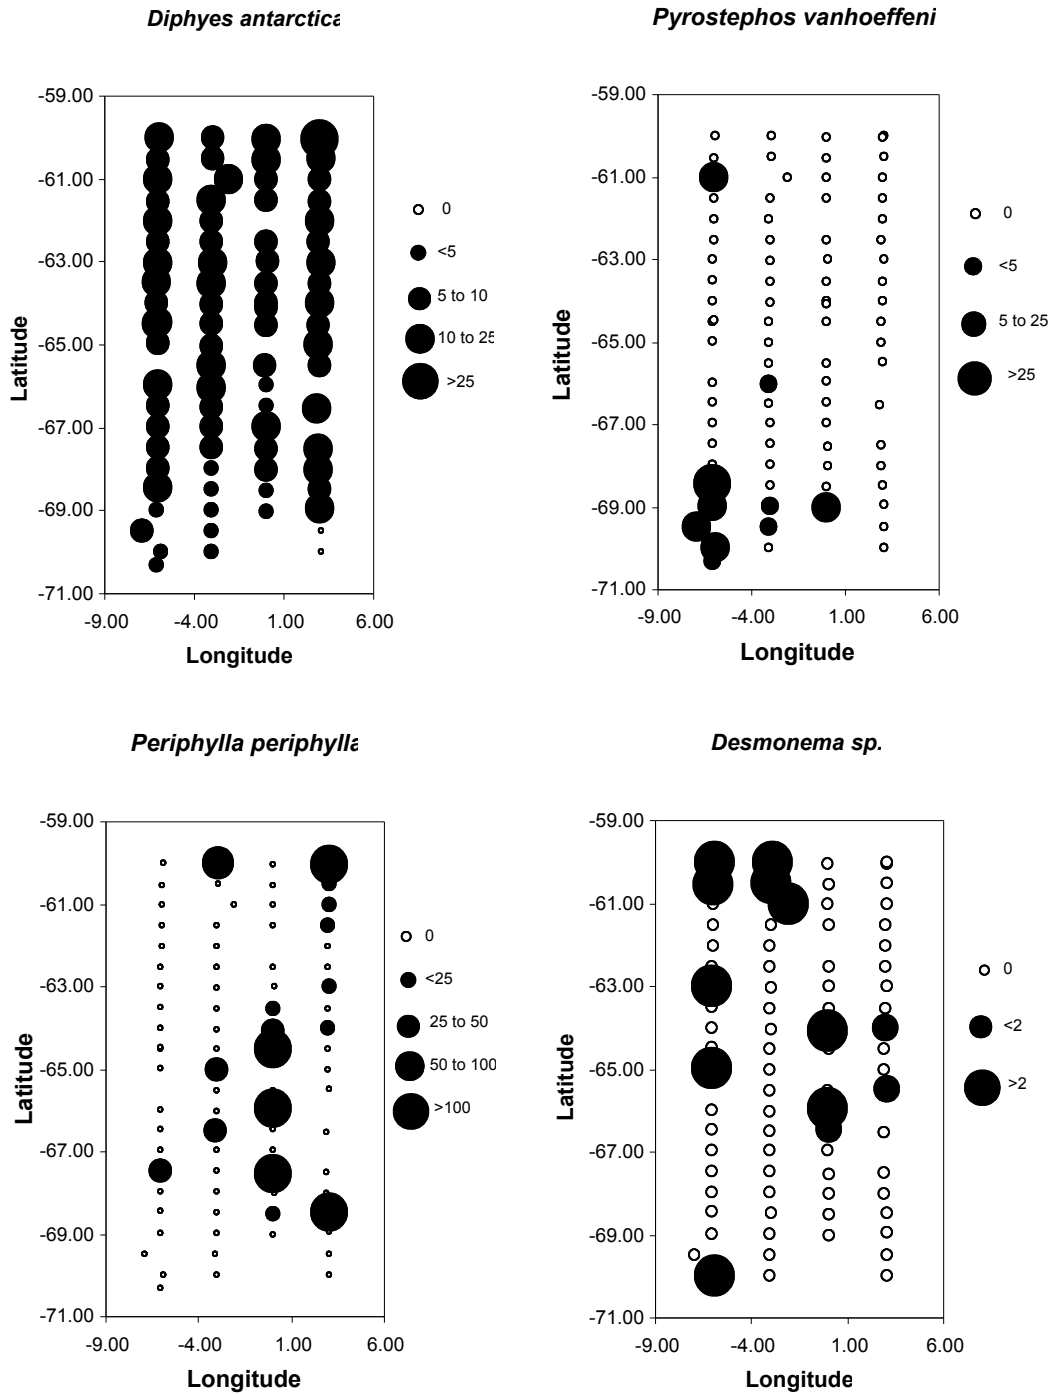 Diphyes antarctica
-59.00
-61.00
-63.00
-65.00
-67.00
-69.00
-71.00
-9.00 -4.00 1.00 6.00
Latitude
Longitude
0
<5
5 to 10
10 to 25
>25
Pyrostephos vanhoeffeni
-59.00
-61.00
-63.00
-65.00
-67.00
-69.00
-71.00
-9.00 -4.00 1.00 6.00
Latitude
Longitude
0
<5
5 to 25
>25
Periphylla periphylla
-59.00
-61.00
-63.00
-65.00
-67.00
-69.00
-71.00
-9.00 -4.00 1.00 6.00
Latitude
Longitude
0
<25
25 to 50
50 to 100
>100
Desmonema sp.
-59.00
-61.00
-63.00
-65.00
-67.00
-69.00
-71.00
-9.00 -4.00 1.00 6.00
Latitude
Longitude
0
<2
>2